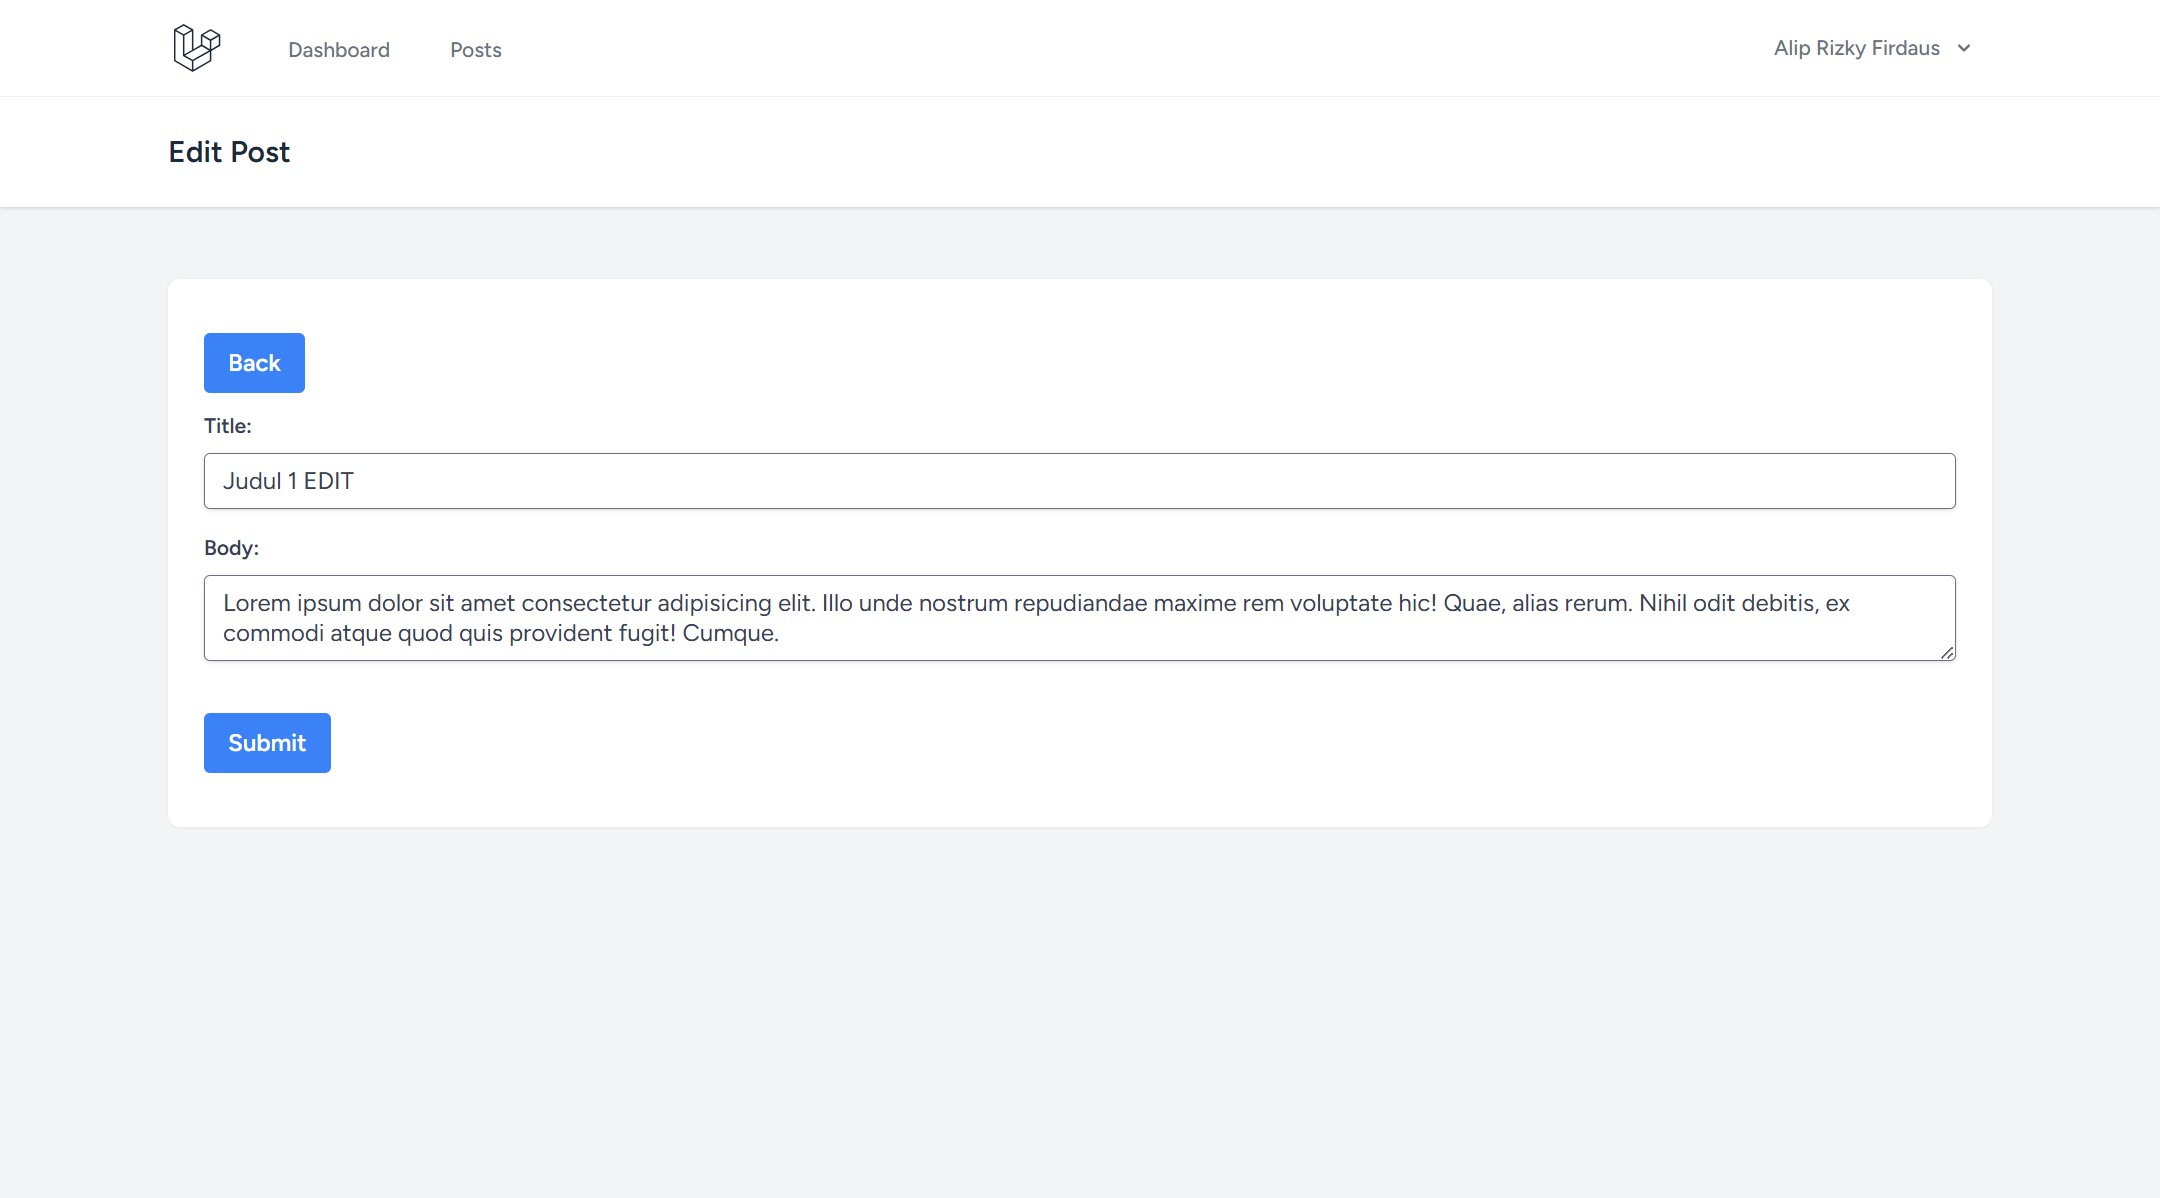 Dashboard
Posts
Alip Rizky Firdaus
Edit Post
Back
Title:
Judul 1 EDIT
Body:
Lorem ipsum dolor sit amet consectetur adipisicing elit. Illo unde nostrum repudiandae maxime rem voluptate hic! Quae, alias rerum. Nihil odit debitis, ex
commodi atque quod quis provident fugit! Cumque.
Submit